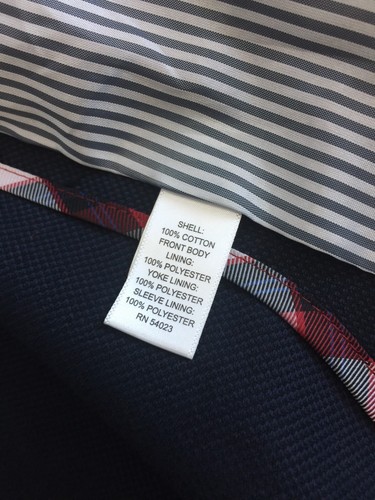 SHELL:
100% COTTON
FRONT BODY
LINING:
100% POLYESTER
YOKE LINING:
100% POLYESTER
SLEEVE LINING:
100% POLYESTER
RN 54023